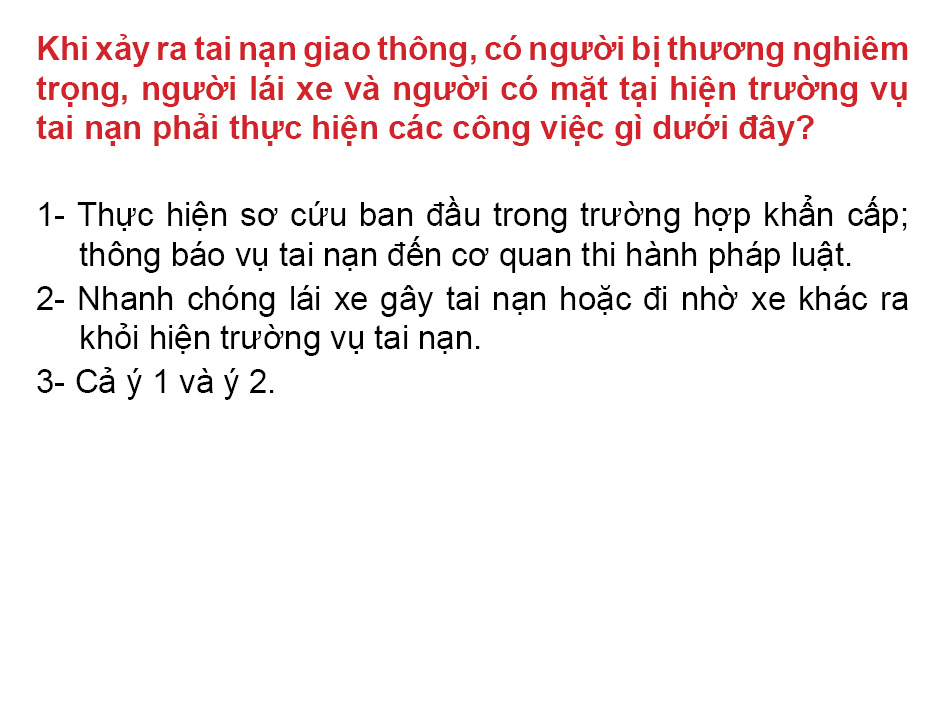 Khi xảy ra tai nạn giao thông, có người bị thương nghiêm
trọng, người lái xe và người có mặt tại hiện trường vụ
tai nạn phải thực hiện các công việc gì dưới đây?
1- Thực hiện sơ cứu ban đầu trong trường hợp khẩn cấp;
thông báo vụ tai nạn đến cơ quan thi hành pháp luật.
2- Nhanh chóng lái xe gây tai nạn hoặc đi nhờ xe khác ra
khỏi hiện trường vụ tai nạn.
3- Cả ý 1 và ý 2.